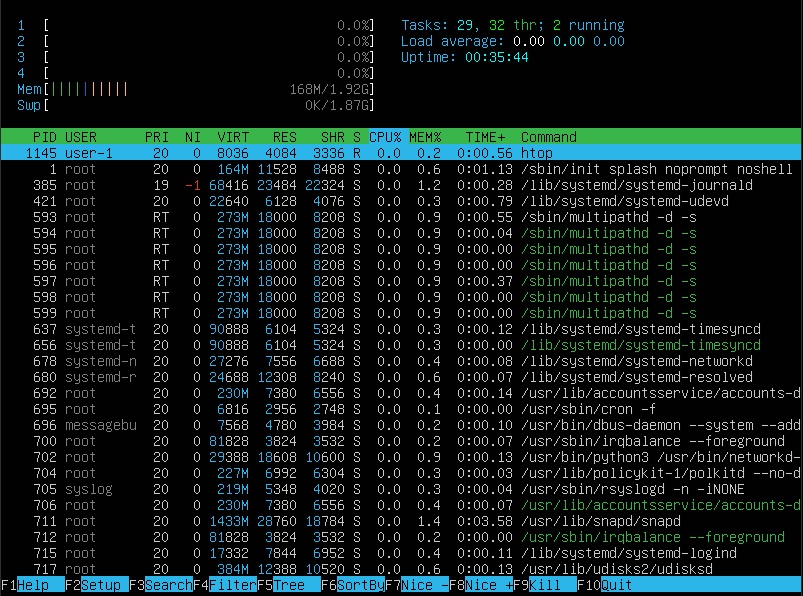 1 [ 0.0%] Tasks: 29, 32 thr; 2 running
2 [ 0.0%] Load average: 0.00 0.00 0.00
3 [ 0.0%] Uptime: 00:35:44
4 [ 0.0%]
Mem[|||||||||| 168M/1.92G]
Swp[ 0K/1.87G]
PID USER PRI NI VIRT RES SHR S CPU% MEM% TIME+ Command
1145 user-1 20 0 8036 4084 3336 R 0.0 0.2 0:00.56 htop
1 root 20 0 164M 11528 8488 S 0.0 0.6 0:01.13 /sbin/init splash noprompt noshell
385 root 19 -1 68416 23484 22324 S 0.0 1.2 0:00.28 /lib/systemd/systemd-journald
421 root 20 0 22640 6128 4076 S 0.0 0.3 0:00.79 /lib/systemd/systemd-udevd
593 root RT 0 273M 18000 8208 S 0.0 0.9 0:00.55 /sbin/multipathd -d -s
594 root RT 0 273M 18000 8208 S 0.0 0.9 0:00.04 /sbin/multipathd -d -s
595 root RT 0 273M 18000 8208 S 0.0 0.9 0:00.00 /sbin/multipathd -d -s
596 root RT 0 273M 18000 8208 S 0.0 0.9 0:00.00 /sbin/multipathd -d -s
597 root RT 0 273M 18000 8208 S 0.0 0.9 0:00.37 /sbin/multipathd -d -s
598 root RT 0 273M 18000 8208 S 0.0 0.9 0:00.00 /sbin/multipathd -d -s
599 root RT 0 273M 18000 8208 S 0.0 0.9 0:00.00 /sbin/multipathd -d -s
637 systemd-t 20 0 90888 6104 5324 S 0.0 0.3 0:00.12 /lib/systemd/systemd-timesyncd
656 systemd-t 20 0 90888 6104 5324 S 0.0 0.3 0:00.00 /lib/systemd/systemd-timesyncd
678 systemd-n 20 0 27276 7556 6688 S 0.0 0.4 0:00.08 /lib/systemd/systemd-networkd
680 systemd-r 20 0 24688 12308 8240 S 0.0 0.6 0:00.07 /lib/systemd/systemd-resolved
692 root 20 0 230M 7380 6556 S 0.0 0.4 0:00.14 /usr/lib/accountsservice/accounts-d
695 root 20 0 6816 2956 2748 S 0.0 0.1 0:00.00 /usr/sbin/cron -f
696 messagebu 20 0 7568 4780 3984 S 0.0 0.2 0:00.10 /usr/bin/dbus-daemon --system --add
700 root 20 0 81828 3824 3532 S 0.0 0.2 0:00.07 /usr/sbin/irqbalance --foreground
702 root 20 0 29388 18608 10600 S 0.0 0.9 0:00.13 /usr/bin/python3 /usr/bin/networkd-
704 root 20 0 227M 6992 6304 S 0.0 0.3 0:00.03 /usr/lib/policykit-1/polkitd --no-d
705 syslog 20 0 219M 5348 4020 S 0.0 0.3 0:00.04 /usr/sbin/rsyslogd -n -iNONE
706 root 20 0 230M 7380 6556 S 0.0 0.4 0:00.07 /usr/lib/accountsservice/accounts-d
711 root 20 0 1433M 28760 18784 S 0.0 1.4 0:03.58 /usr/lib/snapd/snapd
712 root 20 0 81828 3824 3532 S 0.0 0.2 0:00.00 /usr/sbin/irqbalance --foreground
715 root 20 0 17332 7844 6952 S 0.0 0.4 0:00.11 /lib/systemd/systemd-logind
717 root 20 0 384M 12388 10520 S 0.0 0.6 0:00.13 /usr/lib/udisks2/udisksd
F1Help F2Setup F3SearchF4FilterF5Tree F6SortByF7Nice -F8Nice +F9Kill F10Quit